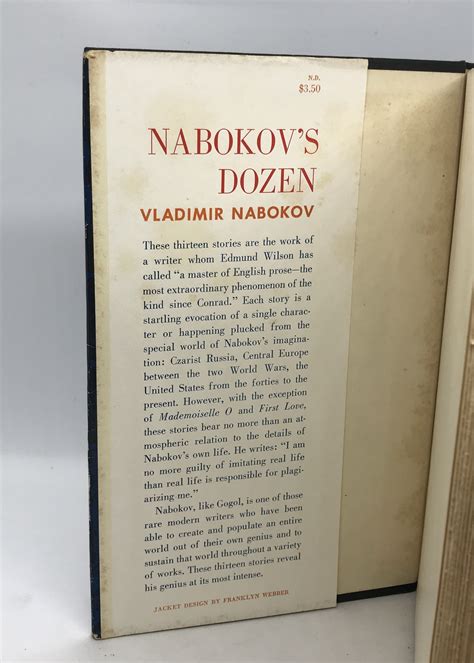 N.D.
$3.50
NABOKOV'S
DOZEN
VLADIMIR NABOKOV
These thirteen stories are the work of
a writer whom Edmund Wilson has
called "a master of English prose—the
most extraordinary phenomenon of the
kind since Conrad." Each story is a
startling evocation of a single charac-
ter or happening plucked from the
special world of Nabokov's imagina-
tion: Czarist Russia, Central Europe
between the two World Wars, the
United States from the forties to the
present. However, with the exception
of Mademoiselle O and First Love,
these stories bear no more than an at-
mospheric relation to the details of
Nabokov's own life. He writes: "I am
no more guilty of imitating real life
than real life is responsible for plagi-
arizing me."
Nabokov, like Gogol, is one of those
rare modern writers who have been
able to create and populate an entire
world out of their own genius and to
sustain that world throughout a variety
of works. These thirteen stories reveal
his genius at its most intense.
JACKET DESIGN BY FRANKLYN WEBBER